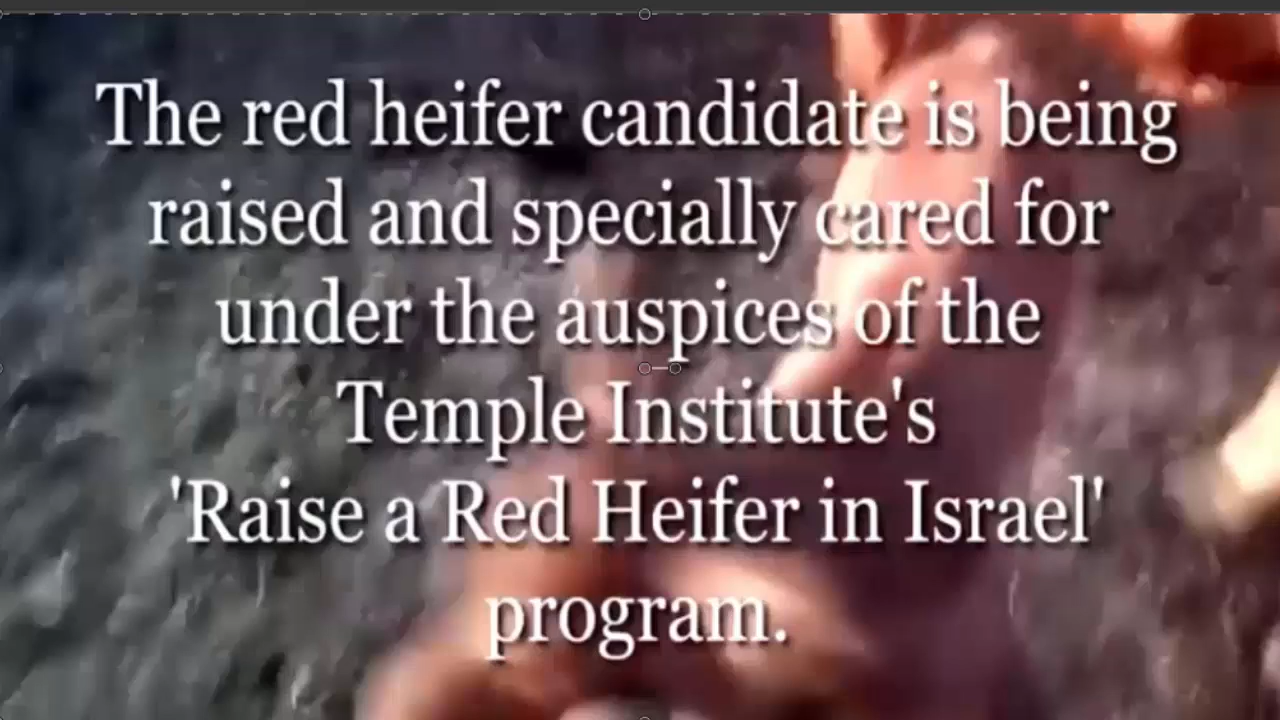 The red heifer candidate is being
raised and specially cared for
under the auspices of the
Temple Institute's
'Raise a Red Heifer in Israel'
program.